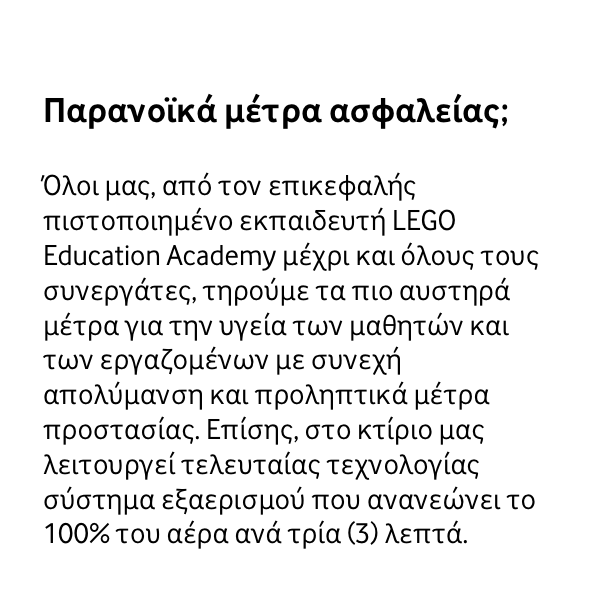 Παρανοϊκά μέτρα ασφαλείας;
Όλοι μας, από τον επικεφαλής
πιστοποιημένο εκπαιδευτή LEGO
Education Academy μέχρι και όλους τους
συνεργάτες, τηρούμε τα πιο αυστηρά
μέτρα για την υγεία των μαθητών και
των εργαζομένων με συνεχή
απολύμανση και προληπτικά μέτρα
προστασίας. Επίσης, στο κτίριο μας
λειτουργεί τελευταίας τεχνολογίας
σύστημα εξαερισμού που ανανεώνει το
100% του αέρα ανά τρία (3) λεπτά.